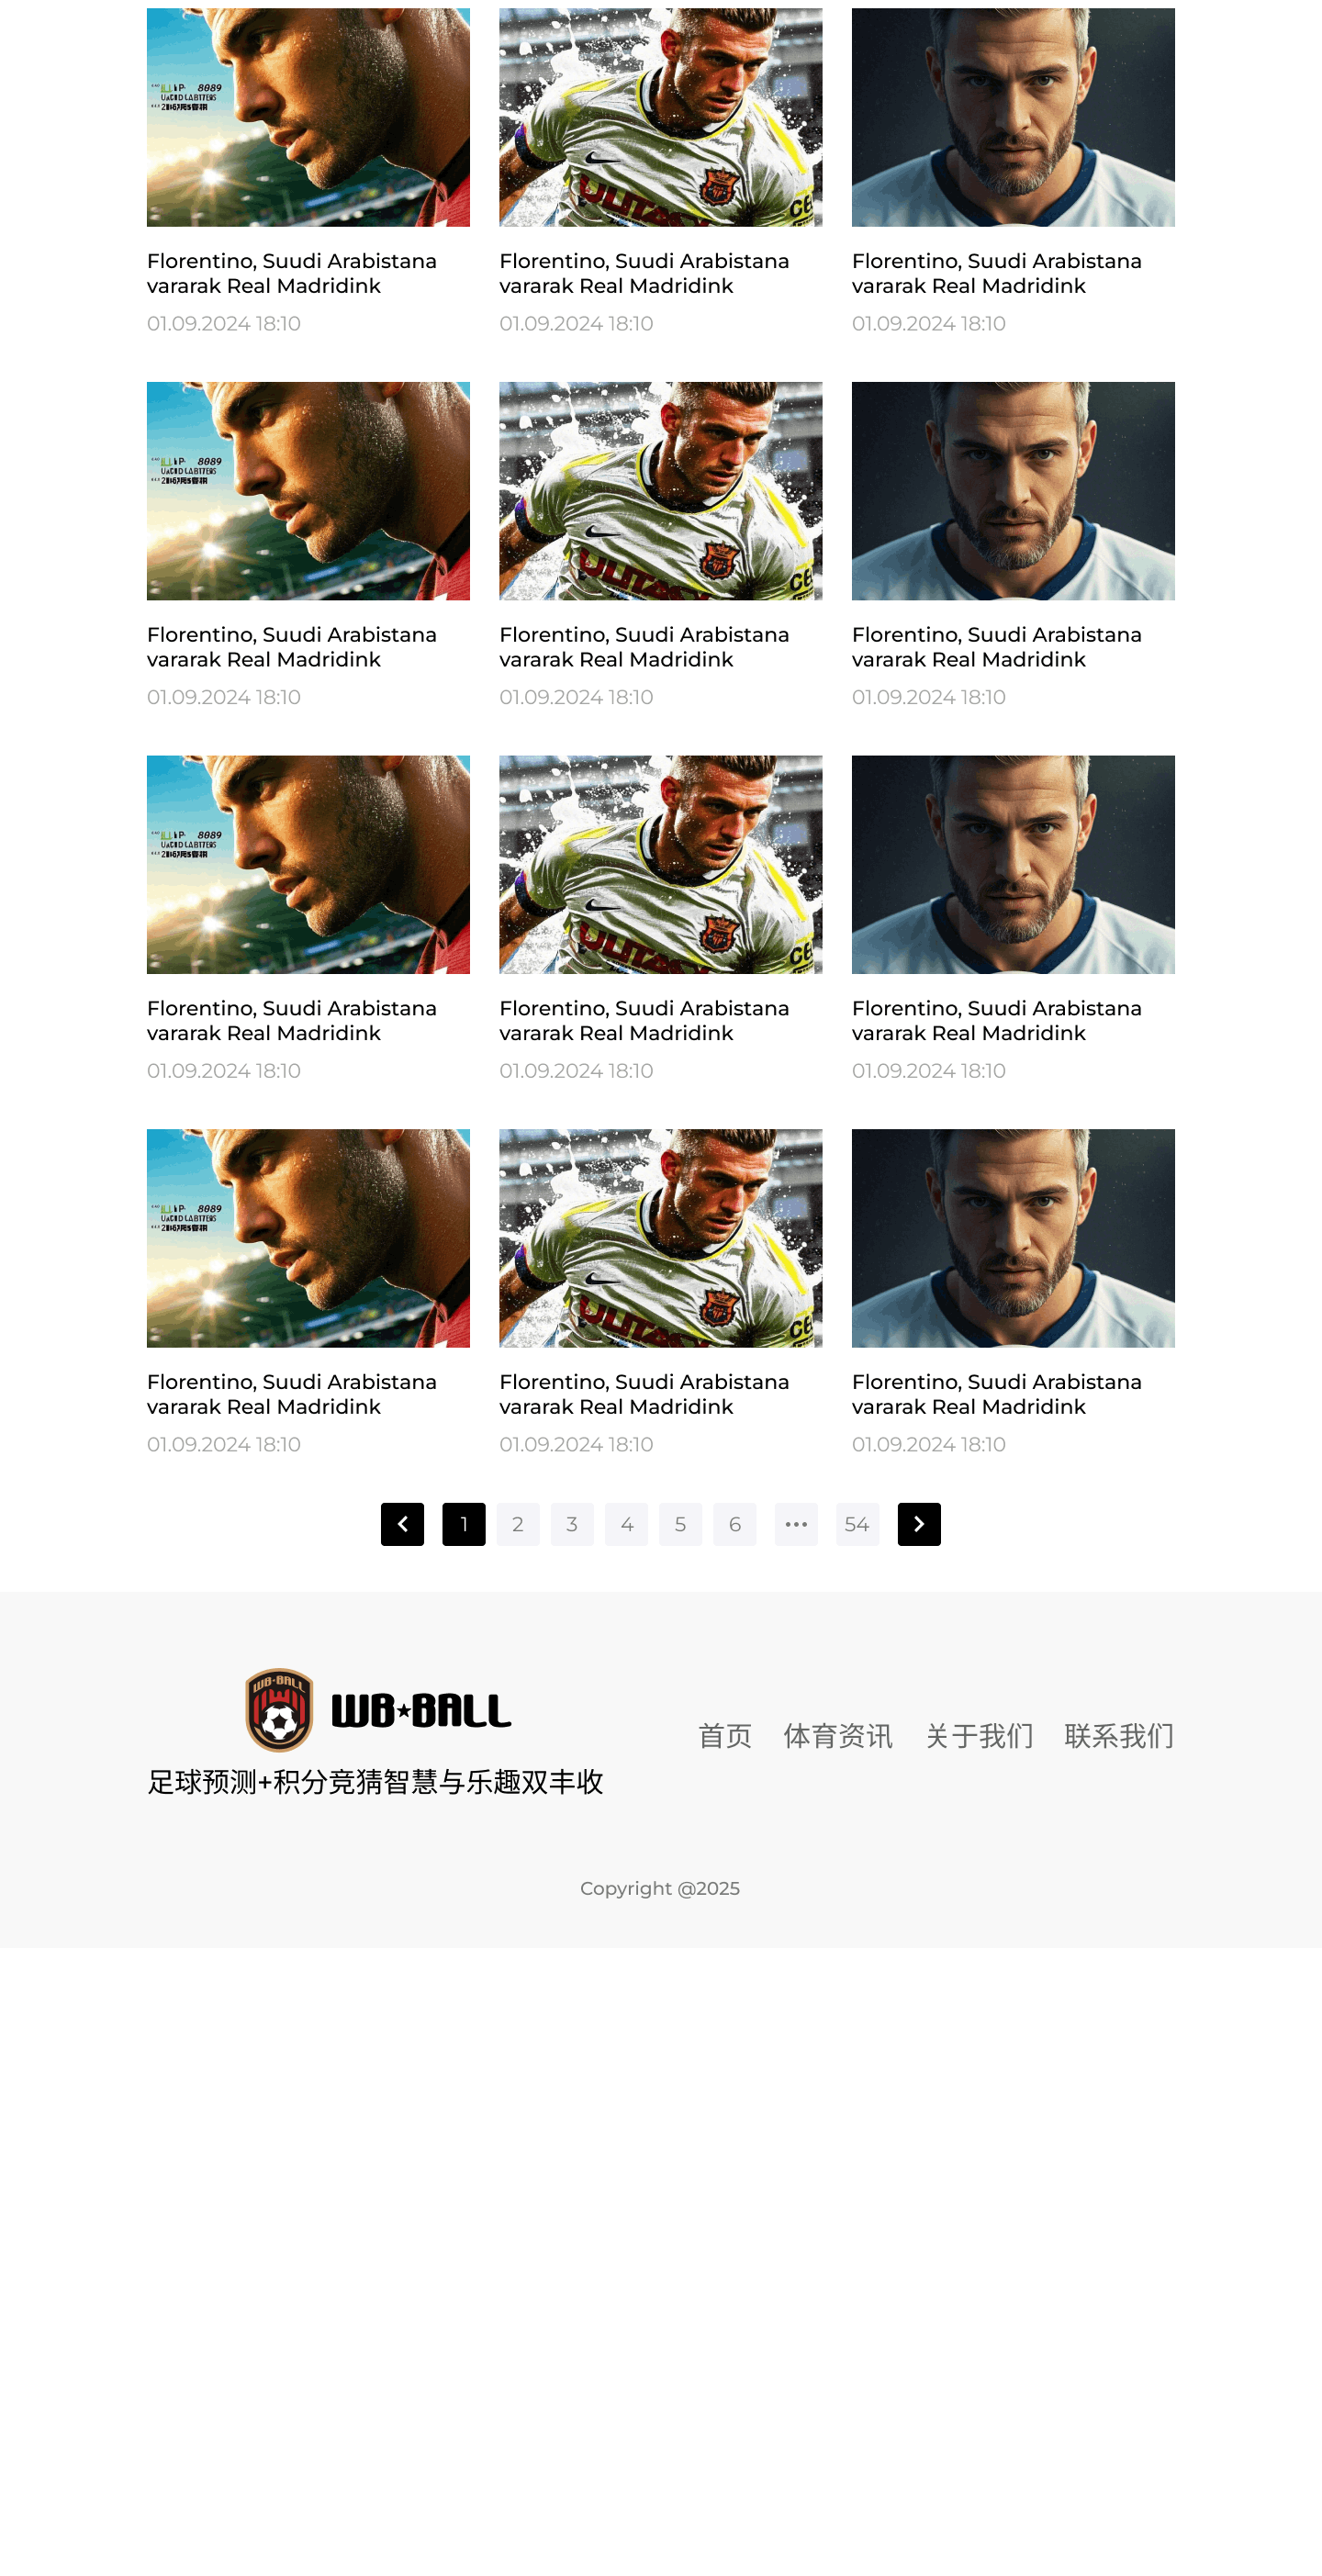 Florentino, Suudi Arabistana
vararak Real Madridink
01.09.2024 18:10
Florentino, Suudi Arabistana
vararak Real Madridink
01.09.2024 18:10
Florentino, Suudi Arabistana
vararak Real Madridink
01.09.2024 18:10
Florentino, Suudi Arabistana
vararak Real Madridink
01.09.2024 18:10
Florentino, Suudi Arabistana
vararak Real Madridink
01.09.2024 18:10
Florentino, Suudi Arabistana
vararak Real Madridink
01.09.2024 18:10
Florentino, Suudi Arabistana
vararak Real Madridink
01.09.2024 18:10
Florentino, Suudi Arabistana
vararak Real Madridink
01.09.2024 18:10
Florentino, Suudi Arabistana
vararak Real Madridink
01.09.2024 18:10
Florentino, Suudi Arabistana
vararak Real Madridink
01.09.2024 18:10
Florentino, Suudi Arabistana
vararak Real Madridink
01.09.2024 18:10
Florentino, Suudi Arabistana
vararak Real Madridink
01.09.2024 18:10
1 2 3 4 5 6 ••• 54
WB·BALL
WB★BALL
足球预测+积分竞猜智慧与乐趣双丰收
首页 体育资讯 关于我们 联系我们
Copyright @2025